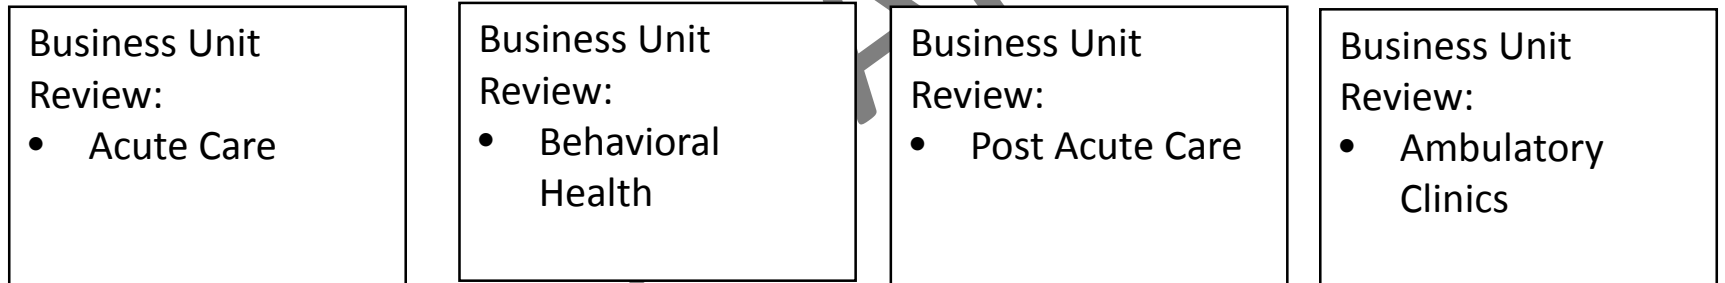 Business Unit
Review:
• Acute Care
Business Unit
Review:
• Behavioral
Health
Business Unit
Review:
• Post Acute Care
Business Unit
Review:
• Ambulatory
Clinics